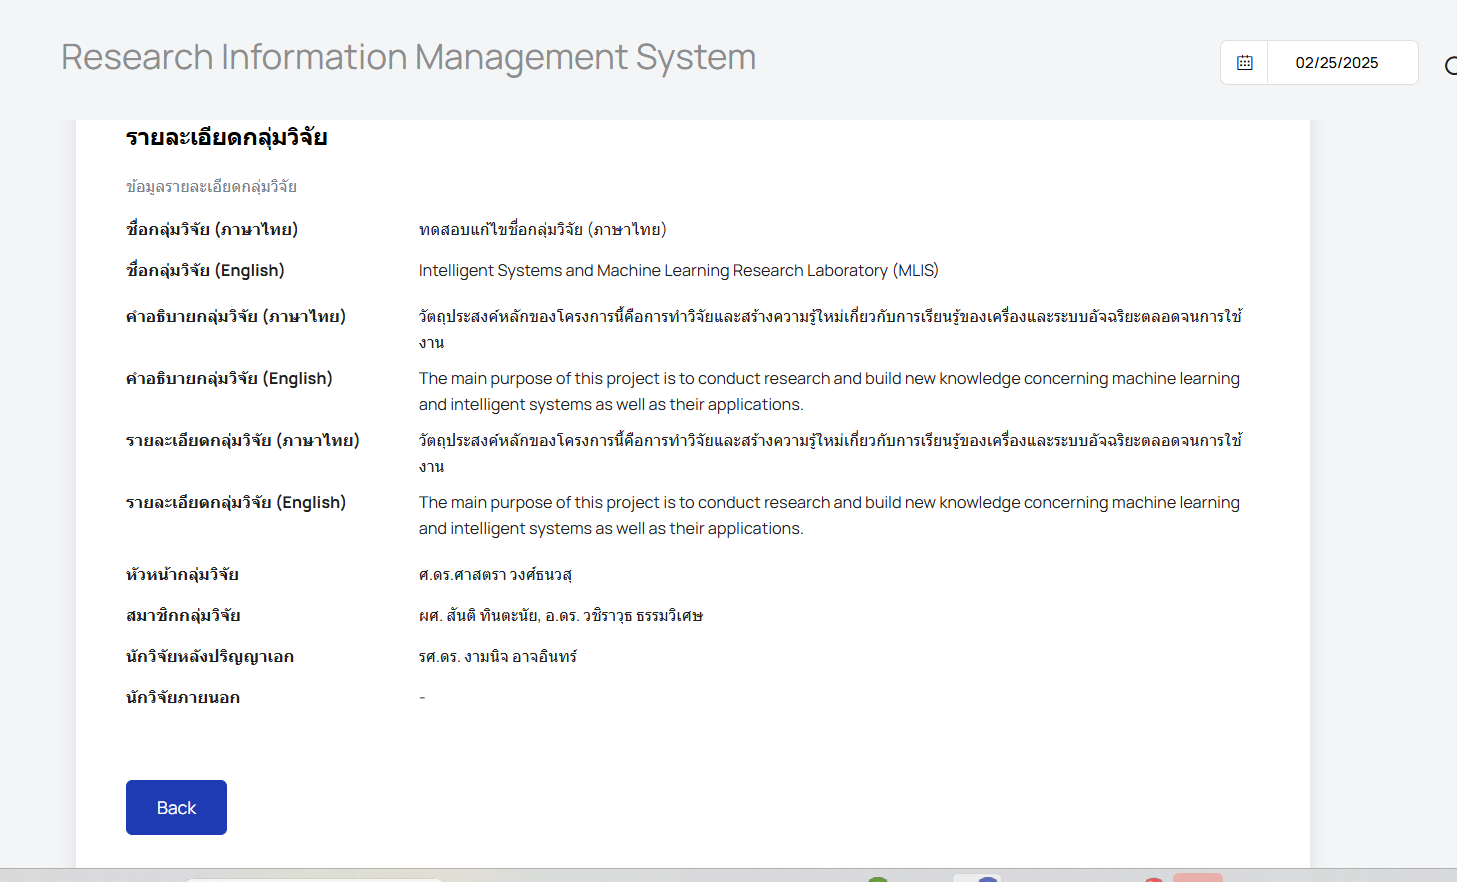 Research Information Management System
02/25/2025
รายละเอียดกลุ่มวิจัย
ข้อมูลรายละเอียดกลุ่มวิจัย
ชื่อกลุ่มวิจัย (ภาษาไทย) ทดสอบแก้ไขชื่อกลุ่มวิจัย (ภาษาไทย)
ชื่อกลุ่มวิจัย (English) Intelligent Systems and Machine Learning Research Laboratory (MLIS)
คำอธิบายกลุ่มวิจัย (ภาษาไทย) วัตถุประสงค์หลักของโครงการนี้คือการทำวิจัยและสร้างความรู้ใหม่เกี่ยวกับการเรียนรู้ของเครื่องและระบบอัจฉริยะตลอดจนการใช้
งาน
คำอธิบายกลุ่มวิจัย (English) The main purpose of this project is to conduct research and build new knowledge concerning machine learning
and intelligent systems as well as their applications.
รายละเอียดกลุ่มวิจัย (ภาษาไทย) วัตถุประสงค์หลักของโครงการนี้คือการทำวิจัยและสร้างความรู้ใหม่เกี่ยวกับการเรียนรู้ของเครื่องและระบบอัจฉริยะตลอดจนการใช้
งาน
รายละเอียดกลุ่มวิจัย (English) The main purpose of this project is to conduct research and build new knowledge concerning machine learning
and intelligent systems as well as their applications.
หัวหน้ากลุ่มวิจัย ศ.ดร.ศาสตรา วงศ์ธนวสุ
สมาชิกกลุ่มวิจัย ผศ. สันติ ทินตะนัย, อ.ดร. วชิราวุธ ธรรมวิเศษ
นักวิจัยหลังปริญญาเอก รศ.ดร. งามนิจ อาจอินทร์
นักวิจัยภายนอก -
Back